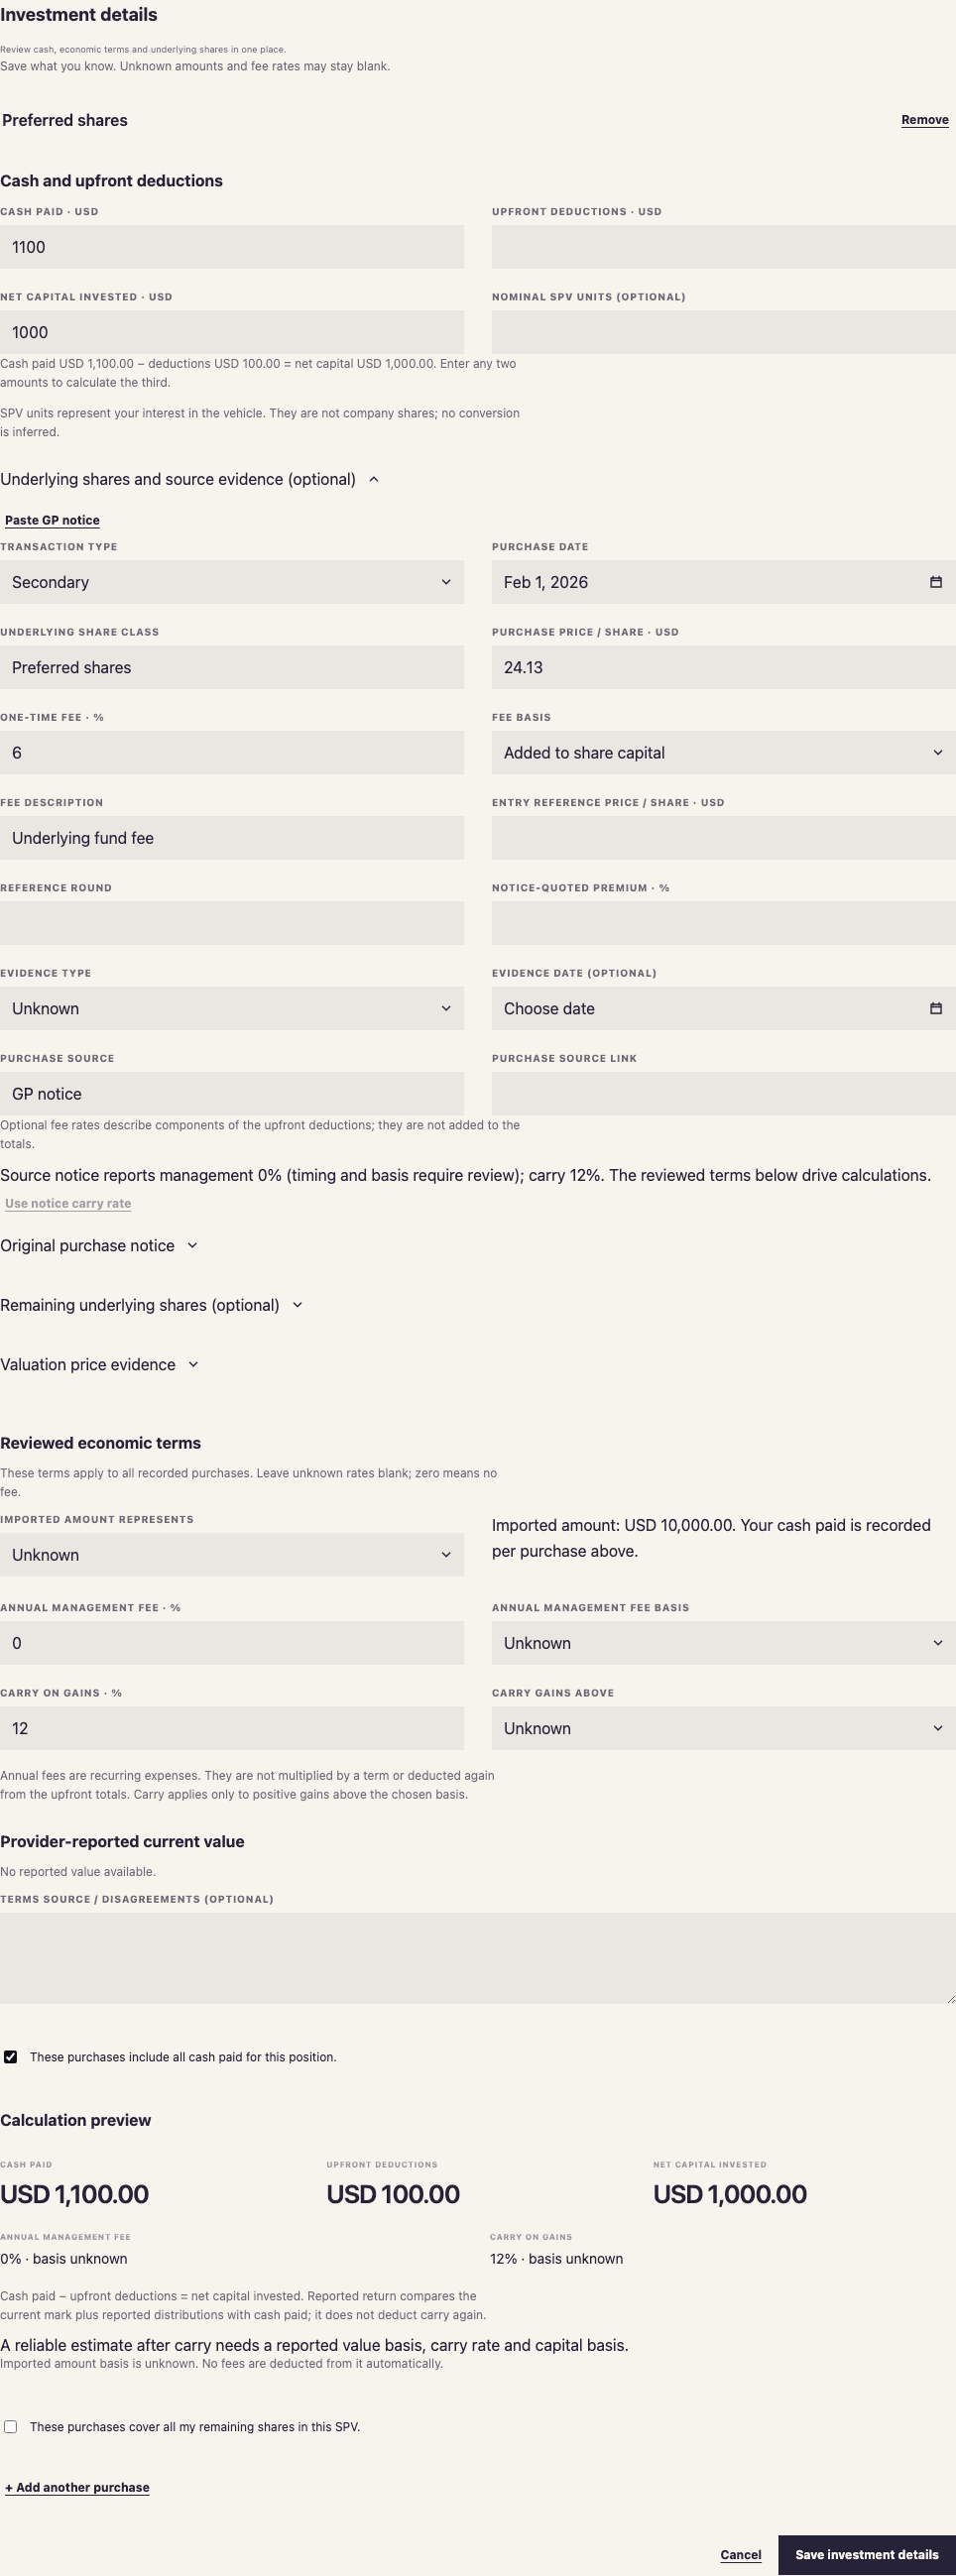 Investment details
Review cash, economic terms and underlying shares in one place.
Save what you know. Unknown amounts and fee rates may stay blank.
Preferred shares
Remove
Cash and upfront deductions
CASH PAID · USD
UPFRONT DEDUCTIONS · USD
1100
NET CAPITAL INVESTED · USD
NOMINAL SPV UNITS (OPTIONAL)
1000
Cash paid USD 1,100.00 − deductions USD 100.00 = net capital USD 1,000.00. Enter any two
amounts to calculate the third.
SPV units represent your interest in the vehicle. They are not company shares; no conversion
is inferred.
Underlying shares and source evidence (optional)
Paste GP notice
TRANSACTION TYPE
PURCHASE DATE
Secondary
Feb 1, 2026
UNDERLYING SHARE CLASS
PURCHASE PRICE / SHARE · USD
Preferred shares
24.13
ONE-TIME FEE · %
FEE BASIS
6
Added to share capital
FEE DESCRIPTION
ENTRY REFERENCE PRICE / SHARE · USD
Underlying fund fee
REFERENCE ROUND
NOTICE-QUOTED PREMIUM · %
EVIDENCE TYPE
EVIDENCE DATE (OPTIONAL)
Unknown
Choose date
PURCHASE SOURCE
PURCHASE SOURCE LINK
GP notice
Optional fee rates describe components of the upfront deductions; they are not added to the
totals.
Source notice reports management 0% (timing and basis require review); carry 12%. The reviewed terms below drive calculations.
Use notice carry rate
Original purchase notice
Remaining underlying shares (optional)
Valuation price evidence
Reviewed economic terms
These terms apply to all recorded purchases. Leave unknown rates blank; zero means no
fee.
IMPORTED AMOUNT REPRESENTS
Unknown
Imported amount: USD 10,000.00. Your cash paid is recorded
per purchase above.
ANNUAL MANAGEMENT FEE · %
ANNUAL MANAGEMENT FEE BASIS
0
Unknown
CARRY ON GAINS · %
CARRY GAINS ABOVE
12
Unknown
Annual fees are recurring expenses. They are not multiplied by a term or deducted again
from the upfront totals. Carry applies only to positive gains above the chosen basis.
Provider-reported current value
No reported value available.
TERMS SOURCE / DISAGREEMENTS (OPTIONAL)
These purchases include all cash paid for this position.
Calculation preview
CASH PAID
UPFRONT DEDUCTIONS
NET CAPITAL INVESTED
USD 1,100.00
USD 100.00
USD 1,000.00
ANNUAL MANAGEMENT FEE
CARRY ON GAINS
0% · basis unknown
12% · basis unknown
Cash paid − upfront deductions = net capital invested. Reported return compares the
current mark plus reported distributions with cash paid; it does not deduct carry again.
A reliable estimate after carry needs a reported value basis, carry rate and capital basis.
Imported amount basis is unknown. No fees are deducted from it automatically.
These purchases cover all my remaining shares in this SPV.
+ Add another purchase
Cancel
Save investment details